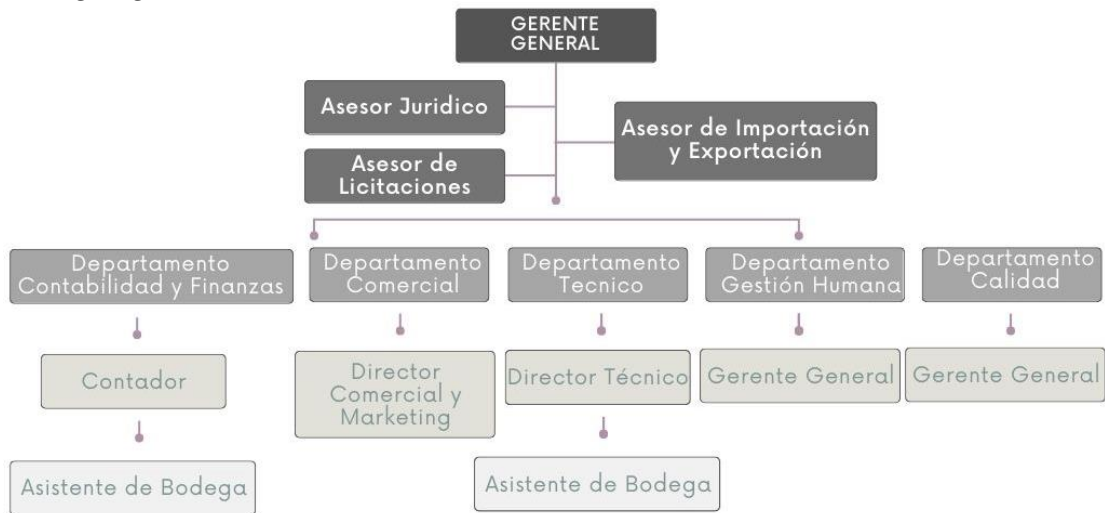 GERENTE
GENERAL
Asesor Juridico
Asesor de Importación
y Exportación
Asesor de
Licitaciones
Departamento
Contabilidad y Finanzas
Departamento
Comercial
Departamento
Tecnico
Departamento
Gestión Humana
Departamento
Calidad
Contador
Director
Comercial y
Marketing
Director Técnico
Gerente General
Gerente General
Asistente de Bodega
Asistente de Bodega